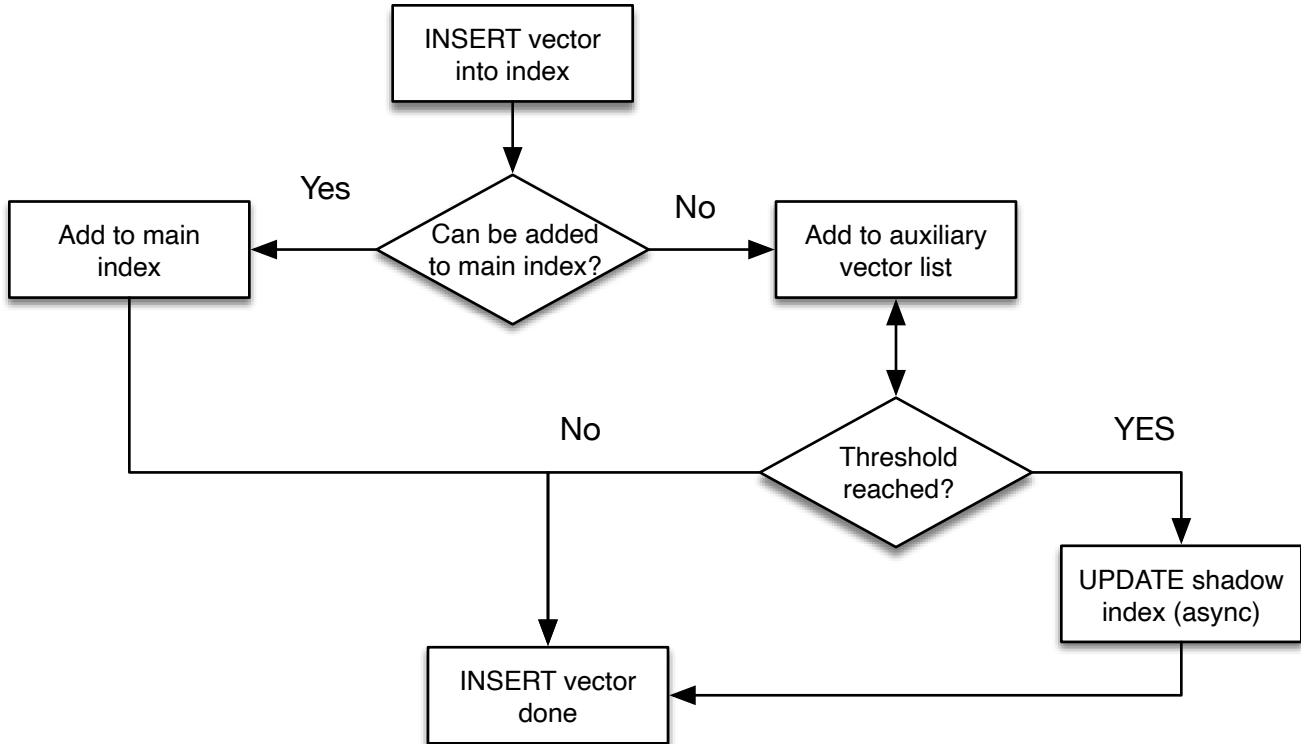 INSERT vector
into index
Yes
No
Add to main
index
Can be added
to main index?
Add to auxiliary
vector list
No
YES
Threshold
reached?
UPDATE shadow
index (async)
INSERT vector
done